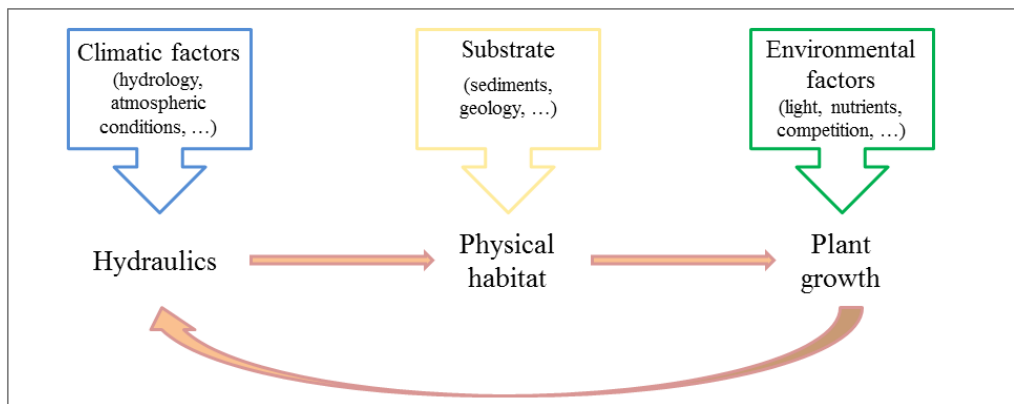 Climatic factors
(hydrology,
atmospheric
conditions, …)
Substrate
(sediments,
geology, …)
Environmental
factors
(light, nutrients,
competition, …)
Hydraulics
Physical
habitat
Plant
growth